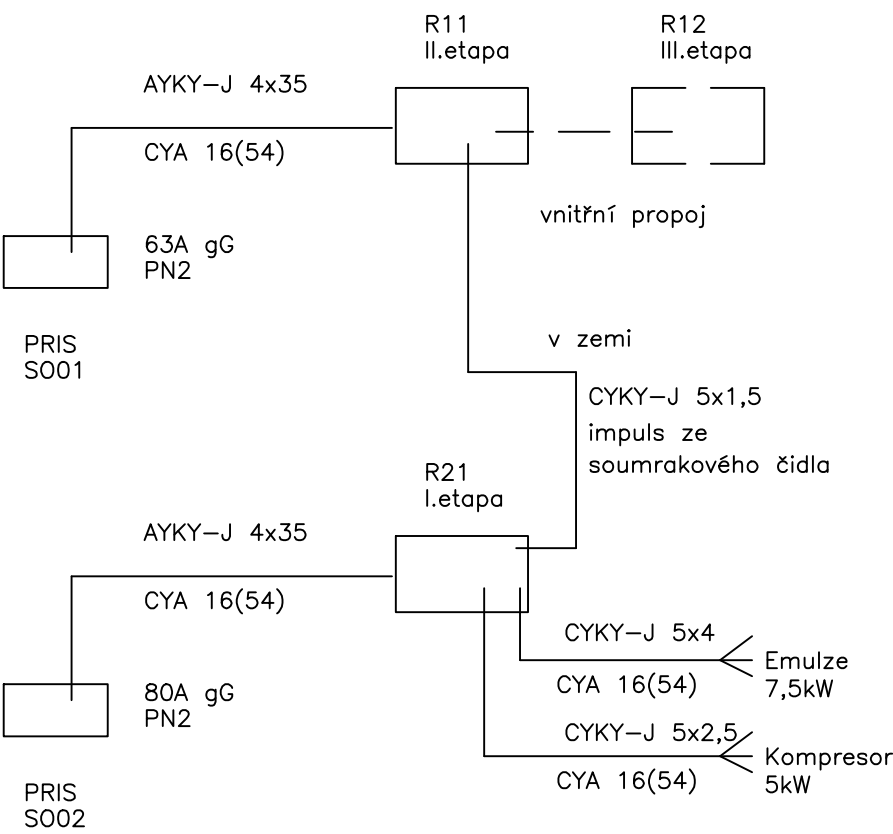 R11
II.etapa
R12
III.etapa
AYKY-J 4x35
CYA 16(54)
vnitřní propoj
63A gG
PN2
PRIS
SO01
v zemi
CYKY-J 5x1,5
impuls ze
soumrakového čidla
R21
I.etapa
AYKY-J 4x35
CYA 16(54)
CYKY-J 5x4
CYA 16(54)
Emulze
7,5kW
80A gG
PN2
CYKY-J 5x2,5
CYA 16(54)
Kompresor
5kW
PRIS
SO02